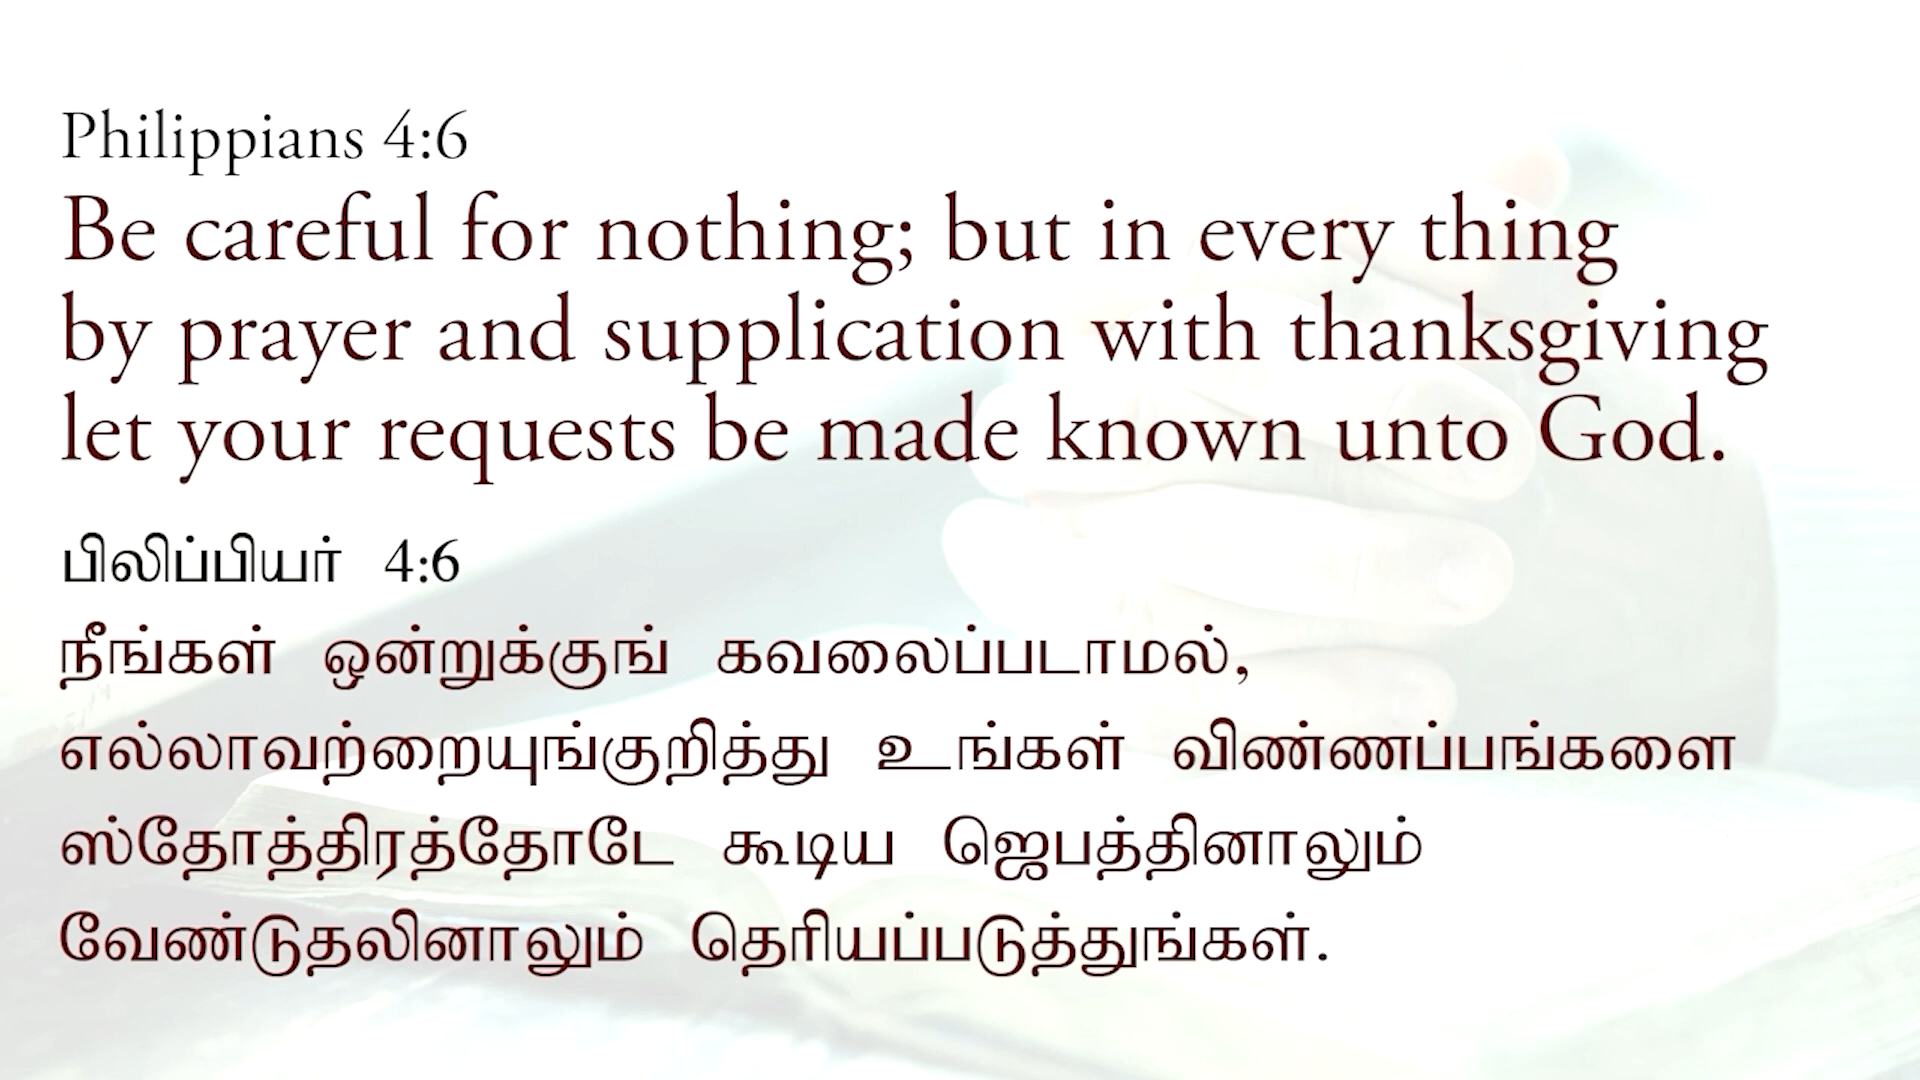 Philippians 4:6
Be careful for nothing; but in every thing
by prayer and supplication with thanksgiving
let your requests be made known unto God.
பிலிப்பியர் 4:6
நீங்கள் ஒன்றுக்குங் கவலைப்படாமல்,
எல்லாவற்றையுங்குறித்து உங்கள் விண்ணப்பங்களை
ஸ்தோத்திரத்தோடே கூடிய ஜெபத்தினாலும்
வேண்டுதலினாலும் தெரியப்படுத்துங்கள்.